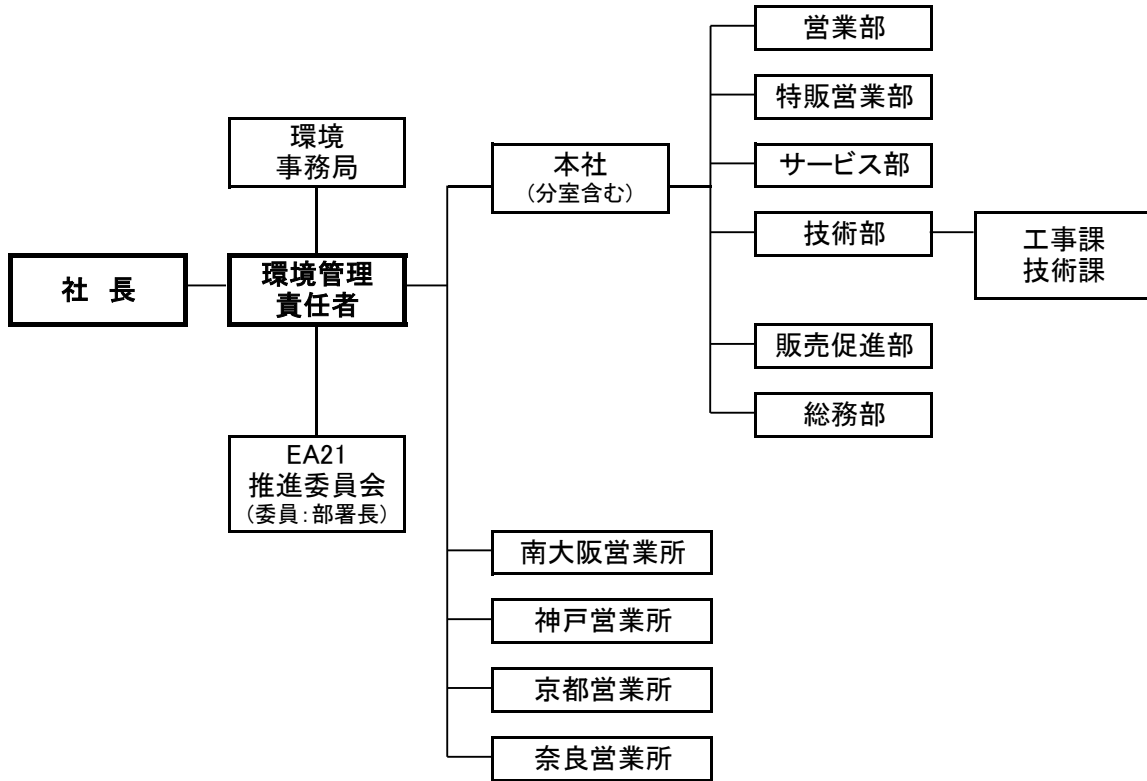 社 長
環境管理
責任者
環境
事務局
EA21
推進委員会
(委員:部署長)
本社
(分室含む)
営業部
特販営業部
サービス部
技術部
工事課
技術課
販売促進部
総務部
南大阪営業所
神戸営業所
京都営業所
奈良営業所